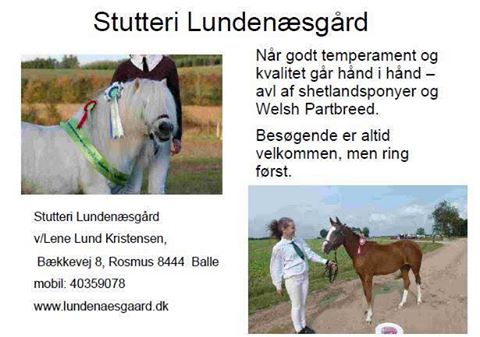 Stutteri Lundenæsgård
Når godt temperament og
kvalitet går hånd i hånd –
avl af shetlandsponyer og
Welsh Partbreed.
Besøgende er altid
velkommen, men ring
først.
Stutteri Lundenæsgård
v/Lene Lund Kristensen,
Bækkevej 8, Rosmus 8444 Balle
mobil: 40359078
www.lundenaesgaard.dk